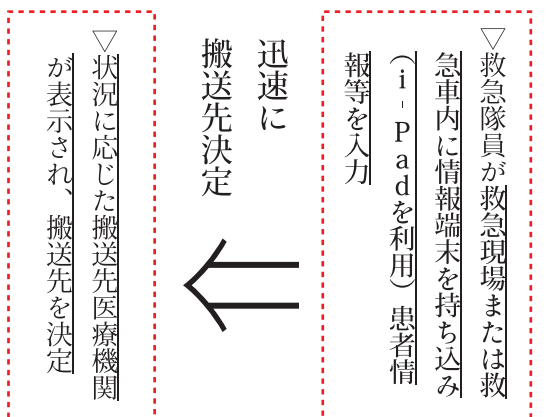 ▽救急隊員が救急現場または救
急車内に情報端末を持ち込み
（i-Padを利用）患者情
報等を入力
迅速に
搬送先決定
▽状況に応じた搬送先医療機関
が表示され、搬送先を決定